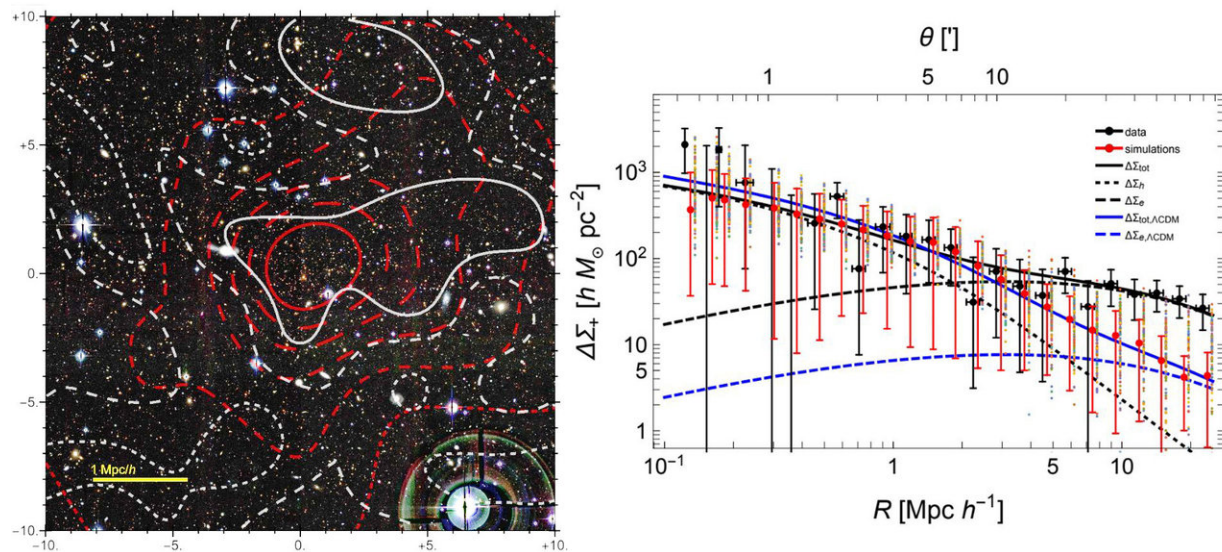 +10.
+5.
0.
-5.
-10.
-10.
-5.
0.
+5.
+10.
1 Mpc/h
θ [']
1 5 10
ΔΣ+ [h M⊙ pc−2]
10³
10²
10
5
1
data
simulations
ΔΣtot
ΔΣh
ΔΣe
ΔΣtot,ΛCDM
ΔΣe,ΛCDM
10−1 1 5 10
R [Mpc h−1]